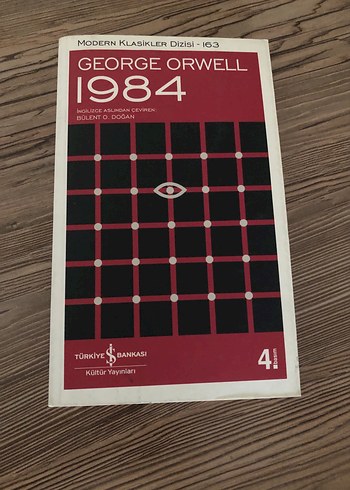 MODERN KLASİKLER DİZİSİ - 163
GEORGE ORWELL
1984
İNGİLİZCE ASLINDAN ÇEVİREN:
BÜLENT O. DOĞAN
TÜRKİYE İŞ BANKASI
Kültür Yayınları
4. basım